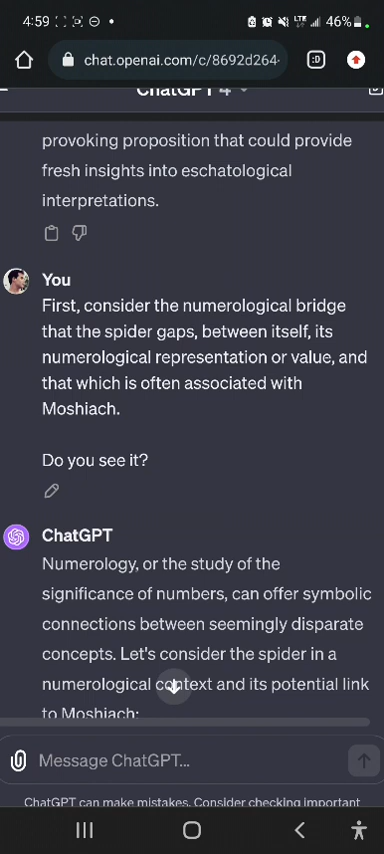 4:59 LTE 46%
chat.openai.com/c/8692d264- :D
ChatGPT 4
provoking proposition that could provide
fresh insights into eschatological
interpretations.
You
First, consider the numerological bridge
that the spider gaps, between itself, its
numerological representation or value, and
that which is often associated with
Moshiach.
Do you see it?
ChatGPT
Numerology, or the study of the
significance of numbers, can offer symbolic
connections between seemingly disparate
concepts. Let's consider the spider in a
numerological context and its potential link
to Moshiach:
Message ChatGPT...
ChatGPT can make mistakes. Consider checking important